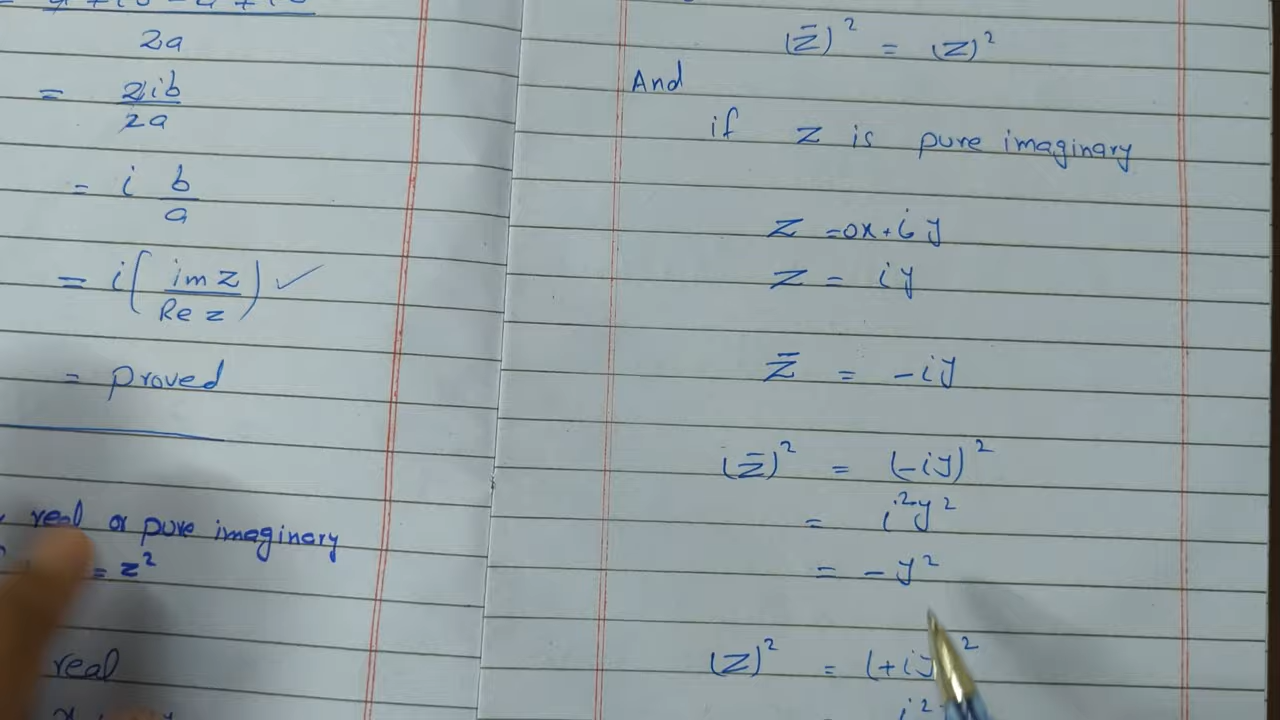 2a
= 2ib
2a
= i b
a
= i ( im z ) ✓
Re z
= proved
real or pure imaginary
= z²
real
(z̄)² = (z)²
And
if z is pure imaginary
z = 0x + iy
z = iy
z̄ = -iy
(z̄)² = (-iy)²
= i²y²
= -y²
(z)² = (+iy)²
i²